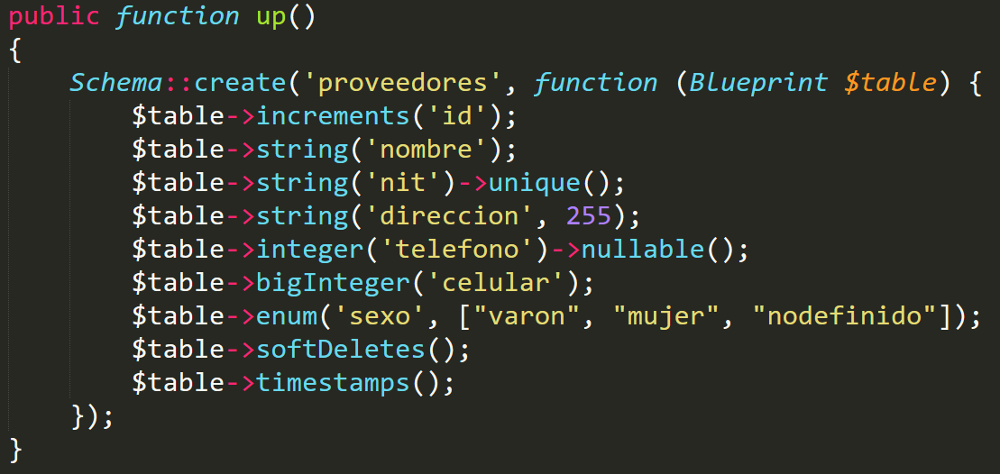 public function up()
{
    Schema::create('proveedores', function (Blueprint $table) {
        $table->increments('id');
        $table->string('nombre');
        $table->string('nit')->unique();
        $table->string('direccion', 255);
        $table->integer('telefono')->nullable();
        $table->bigInteger('celular');
        $table->enum('sexo', ["varon", "mujer", "nodefinido"]);
        $table->softDeletes();
        $table->timestamps();
    });
}